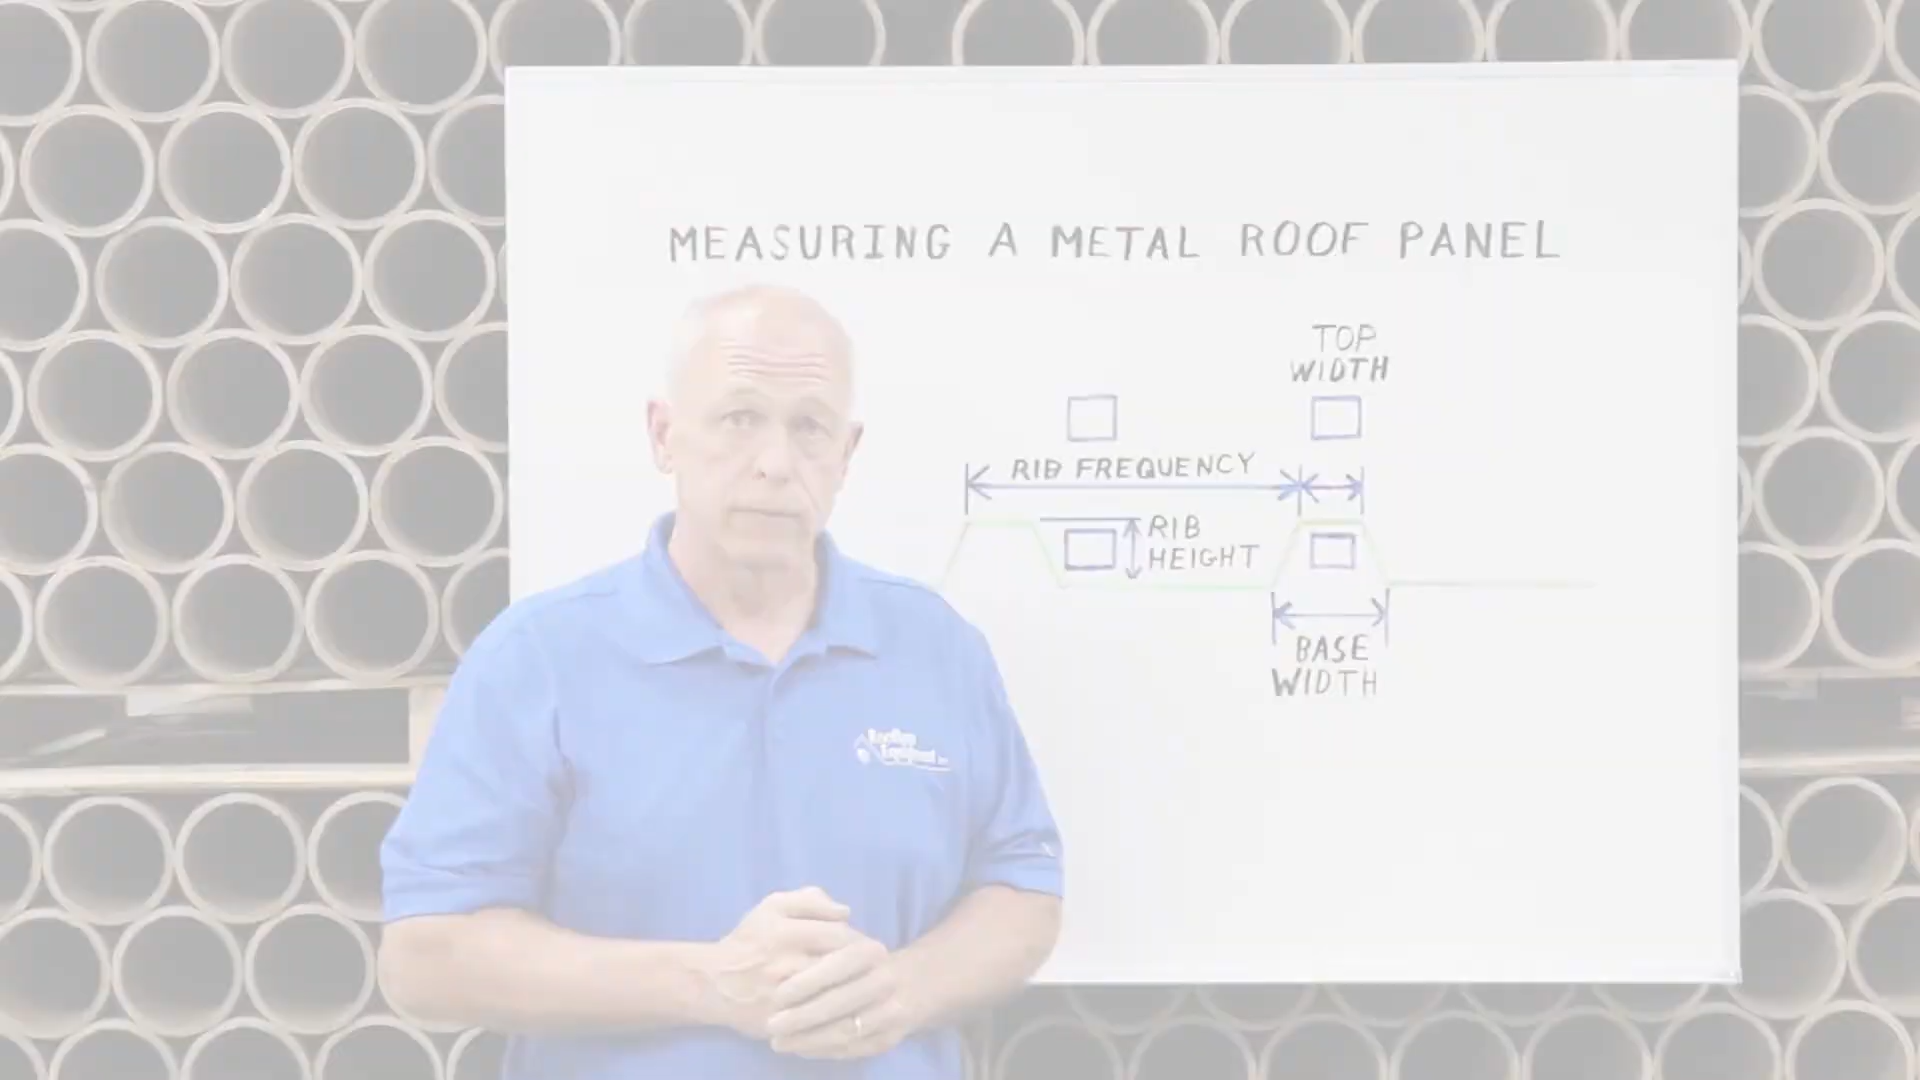 MEASURING A METAL ROOF PANEL
TOP
WIDTH
RIB FREQUENCY
RIB
HEIGHT
BASE
WIDTH